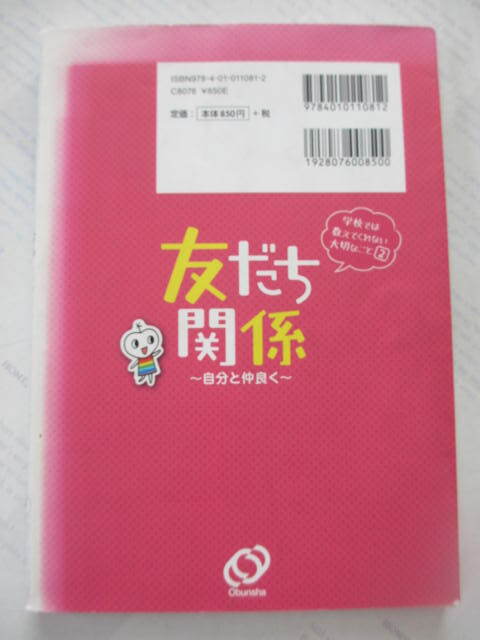 ISBN978-4-01-011081-2
C8076 ¥850E
定価：本体850円＋税
9784010110812
1928076008500
学校では
教えてくれない
大切なこと②
友だち
関係
～自分と仲良く～
Obunsha